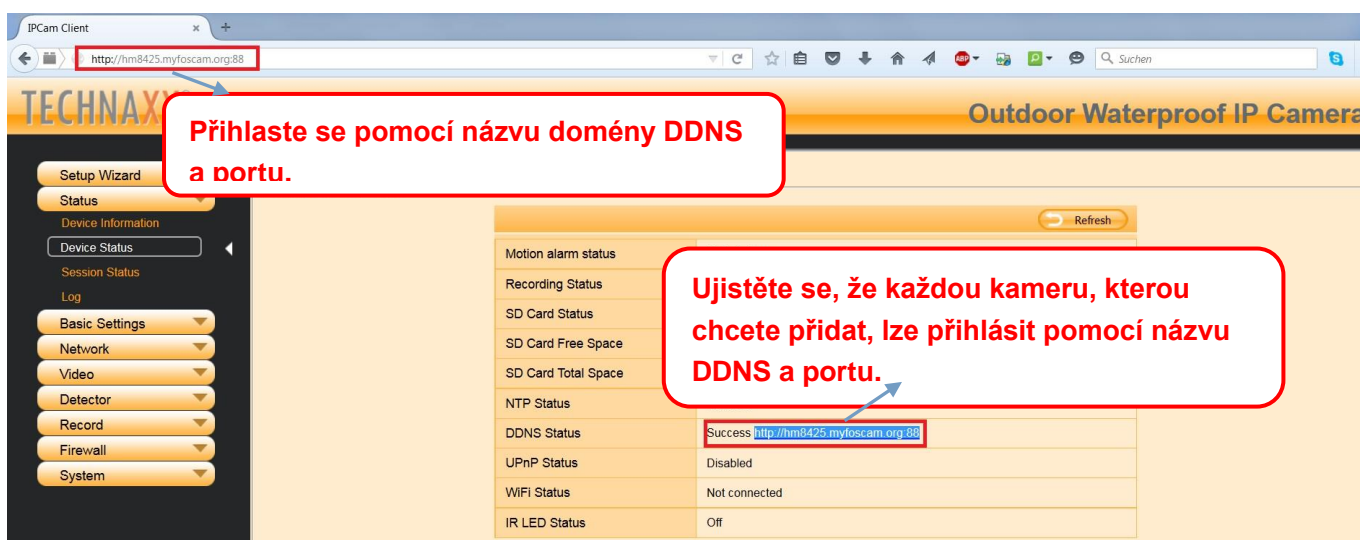 IPCam Client
http://hm8425.myfoscam.org:88
ABP
Suchen
TECHNAXX
Outdoor Waterproof IP Camera
Přihlaste se pomocí názvu domény DDNS
a portu.
Setup Wizard
Status
Device Information
Device Status
Session Status
Log
Basic Settings
Network
Video
Detector
Record
Firewall
System
Refresh
Motion alarm status
Recording Status
SD Card Status
SD Card Free Space
SD Card Total Space
NTP Status
DDNS Status Success http://hm8425.myfoscam.org:88
UPnP Status Disabled
WiFi Status Not connected
IR LED Status Off
Ujistěte se, že každou kameru, kterou
chcete přidat, lze přihlásit pomocí názvu
DDNS a portu.